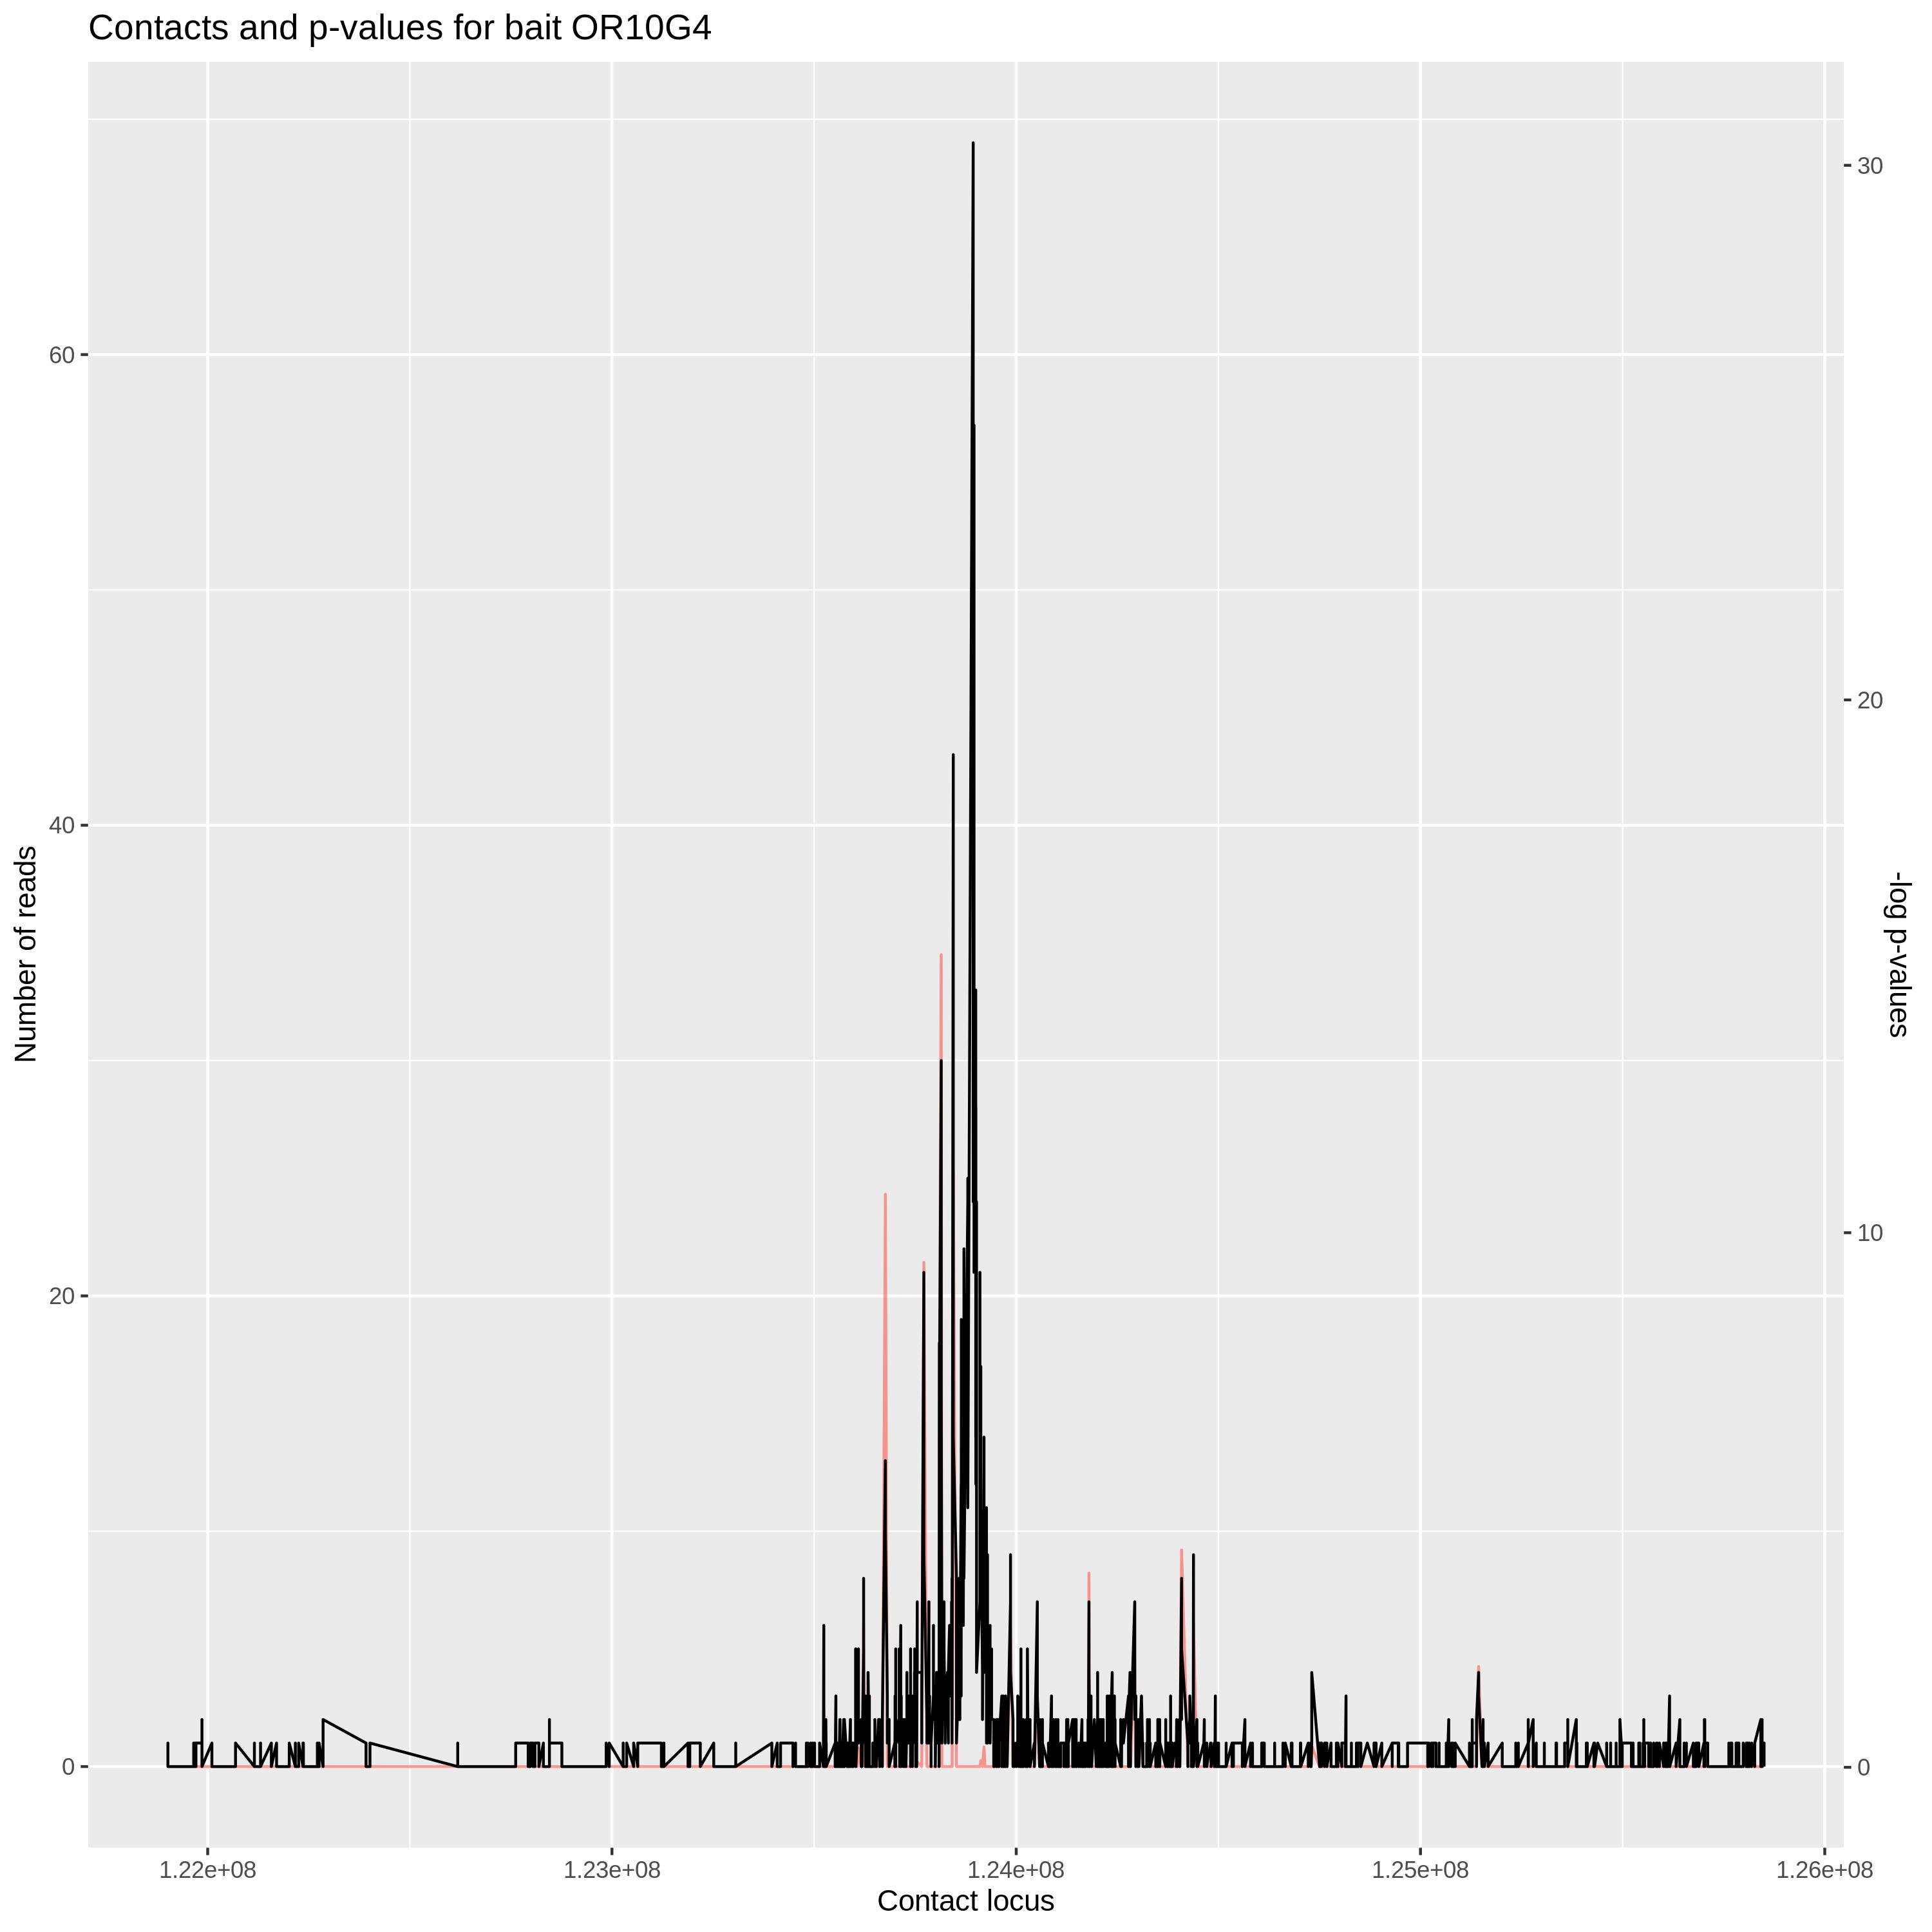 Contacts and p-values for bait OR10G4
60
40
20
0
30
20
10
0
Number of reads
-log p-values
1.22e+08 1.23e+08 1.24e+08 1.25e+08 1.26e+08
Contact locus